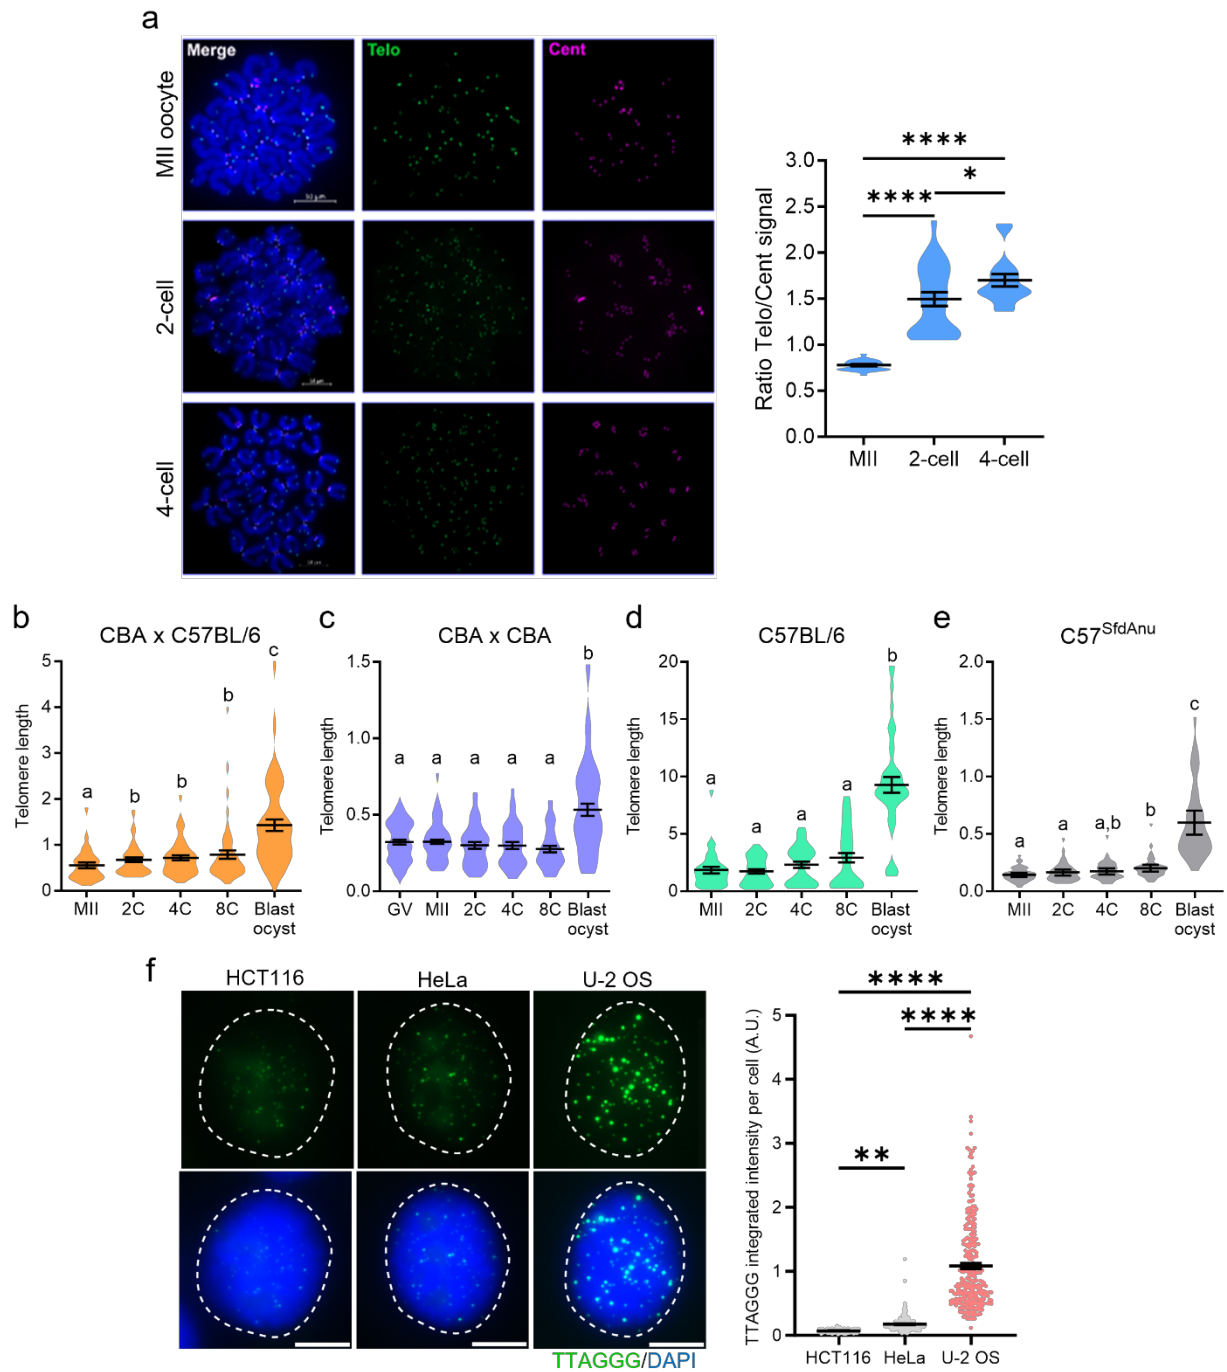 a
Merge
Telo
Cent
MII oocyte
10 µm
2-cell
4-cell
Ratio Telo/Cent signal
3.0
2.5
2.0
1.5
1.0
0.5
0.0
****
****
*
MII
2-cell
4-cell
b
CBA x C57BL/6
Telomere length
5
4
3
2
1
0
a
b
b
b
c
MII
2C
4C
8C
Blast
ocyst
c
CBA x CBA
Telomere length
1.5
1.0
0.5
0.0
a
a
a
a
a
b
GV
MII
2C
4C
8C
Blast
ocyst
d
C57BL/6
Telomere length
20
15
10
5
0
a
a
a
a
b
MII
2C
4C
8C
Blast
ocyst
e
C57SfdAnu
Telomere length
2.0
1.5
1.0
0.5
0.0
a
a
a,b
b
c
MII
2C
4C
8C
Blast
ocyst
f
HCT116
HeLa
U-2 OS
TTAGGG/DAPI
TTAGGG integrated intensity per cell (A.U.)
5
4
3
2
1
0
****
****
**
HCT116
HeLa
U-2 OS